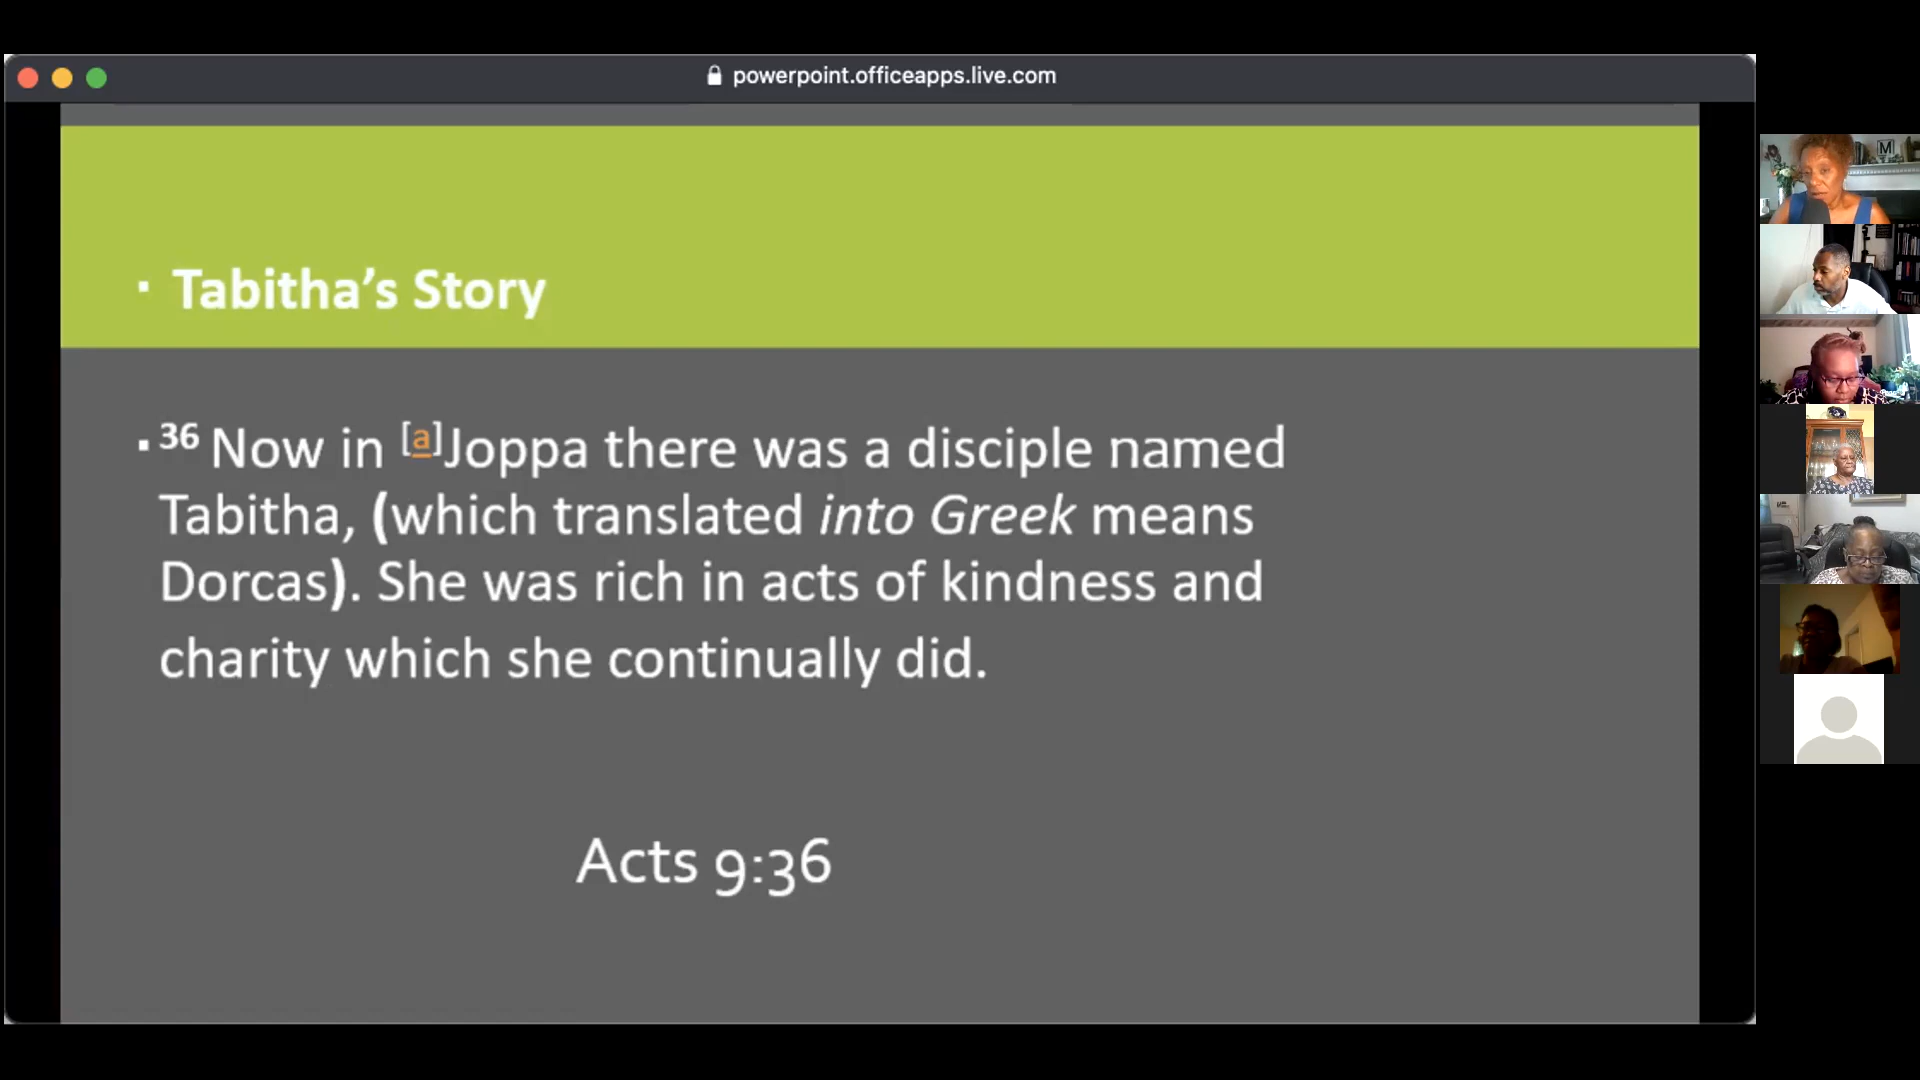 powerpoint.officeapps.live.com
▪ Tabitha’s Story
▪ 36 Now in [a]Joppa there was a disciple named
Tabitha, (which translated into Greek means
Dorcas). She was rich in acts of kindness and
charity which she continually did.
Acts 9:36
M